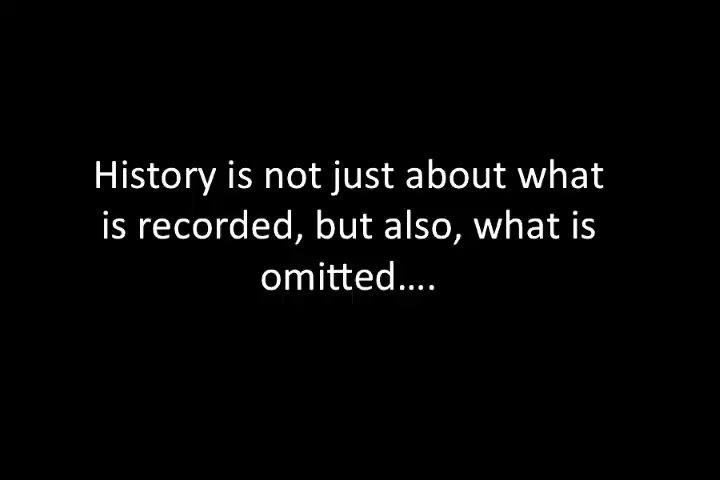 History is not just about what
is recorded, but also, what is
omitted….